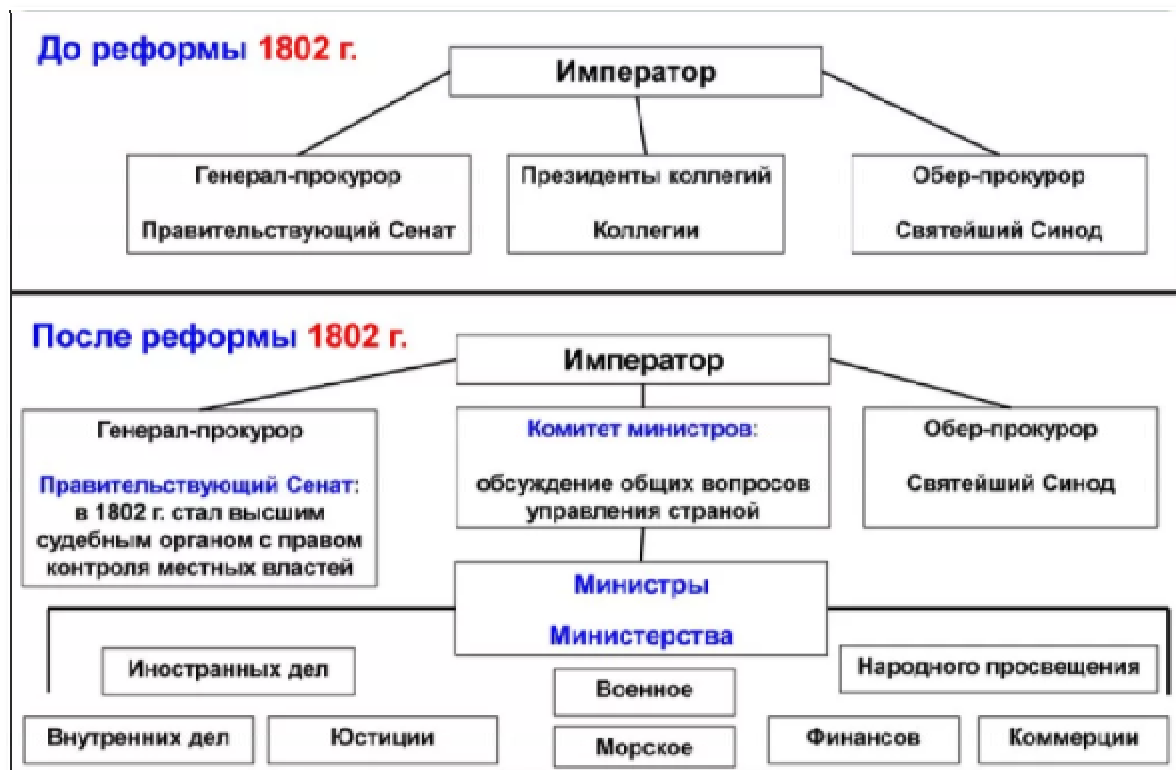 До реформы 1802 г.
Император
Генерал-прокурор
Правительствующий Сенат
Президенты коллегий
Коллегии
Обер-прокурор
Святейший Синод
После реформы 1802 г.
Император
Генерал-прокурор
Правительствующий Сенат:
в 1802 г. стал высшим
судебным органом с правом
контроля местных властей
Комитет министров:
обсуждение общих вопросов
управления страной
Обер-прокурор
Святейший Синод
Министры
Министерства
Иностранных дел
Военное
Народного просвещения
Внутренних дел
Юстиции
Морское
Финансов
Коммерции